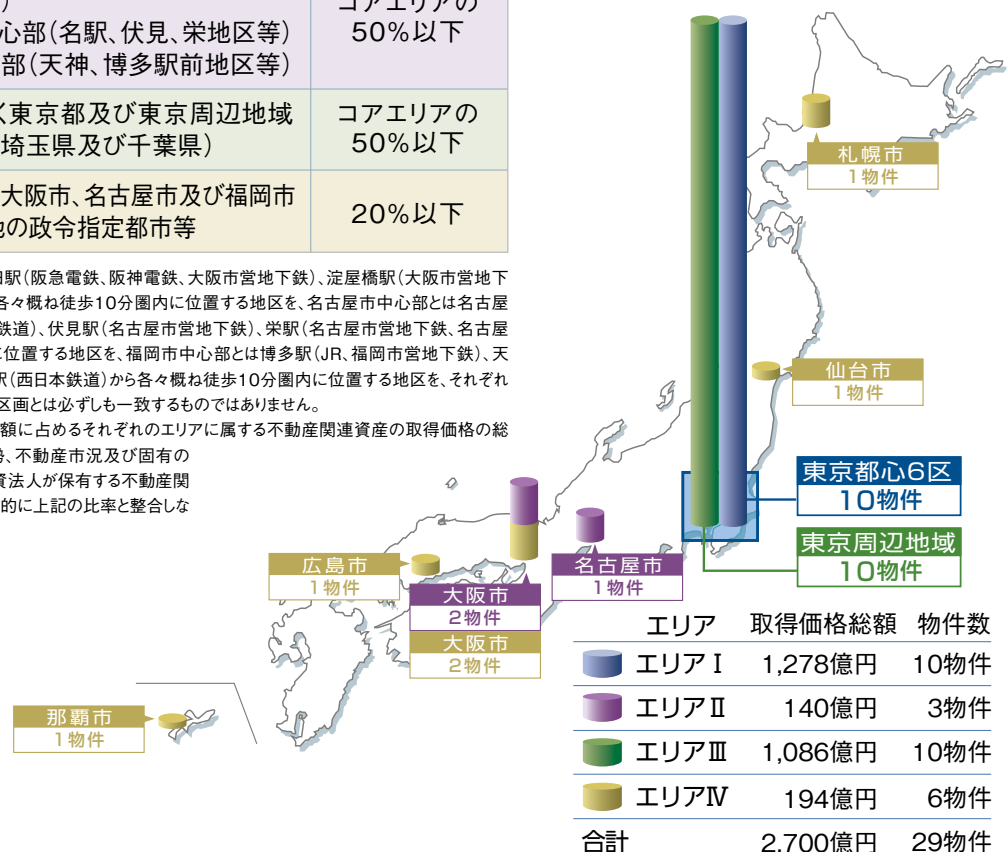 )
コアエリアの
50%以下
心部(名駅、伏見、栄地区等)
部(天神、博多駅前地区等)
く東京都及び東京周辺地域
埼玉県及び千葉県)
コアエリアの
50%以下
大阪市、名古屋市及び福岡市
他の政令指定都市等
20%以下
田駅(阪急電鉄、阪神電鉄、大阪市営地下鉄)、淀屋橋駅(大阪市営地下
各々概ね徒歩10分圏内に位置する地区を、名古屋市中心部とは名古屋
鉄道)、伏見駅(名古屋市営地下鉄)、栄駅(名古屋市営地下鉄、名古屋
に位置する地区を、福岡市中心部とは博多駅(JR、福岡市営地下鉄)、天
駅(西日本鉄道)から各々概ね徒歩10分圏内に位置する地区を、それぞれ
区画とは必ずしも一致するものではありません。
額に占めるそれぞれのエリアに属する不動産関連資産の取得価格の総
勢、不動産市況及び固有の
資法人が保有する不動産関
的に上記の比率と整合しな
札幌市
1物件
仙台市
1物件
東京都心6区
10物件
東京周辺地域
10物件
名古屋市
1物件
広島市
1物件
大阪市
2物件
大阪市
2物件
那覇市
1物件
エリア 取得価格総額 物件数
エリアⅠ 1,278億円 10物件
エリアⅡ 140億円 3物件
エリアⅢ 1,086億円 10物件
エリアⅣ 194億円 6物件
合計 2,700億円 29物件